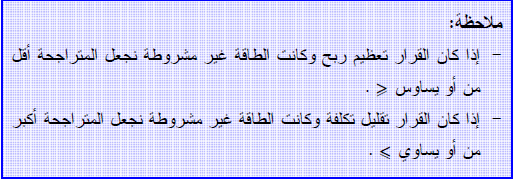 ملاحظة:
- إذا كان القرار تعظيم ربح وكانت الطاقة غير مشروطة نجعل المتراجحة أقل
من أو يساوس ⩽ .
- إذا كان القرار تقليل تكلفة وكانت الطاقة غير مشروطة نجعل المتراجحة أكبر
من أو يساوي ⩾ .